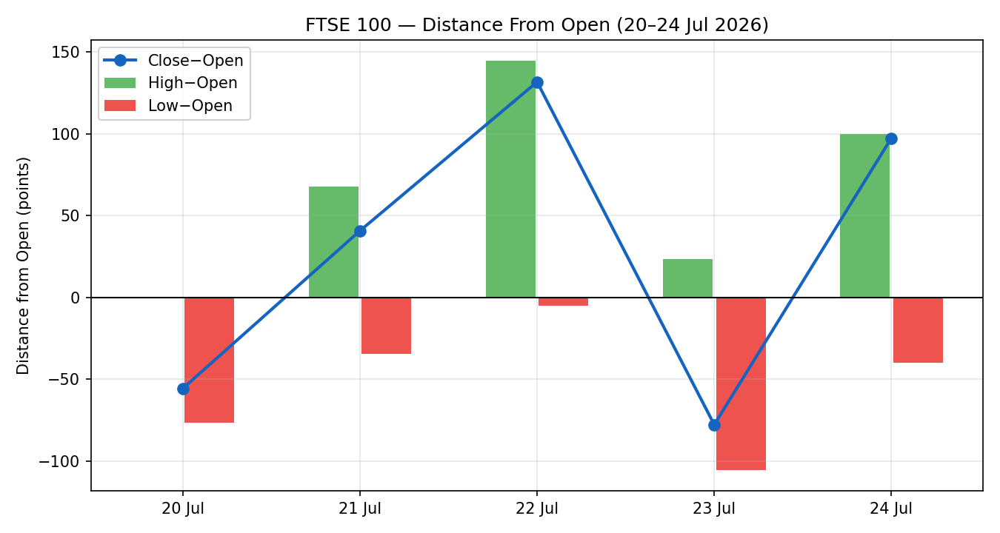 FTSE 100 — Distance From Open (20–24 Jul 2026)
Close−Open
High−Open
Low−Open
Distance from Open (points)
150
100
50
0
−50
−100
20 Jul
21 Jul
22 Jul
23 Jul
24 Jul